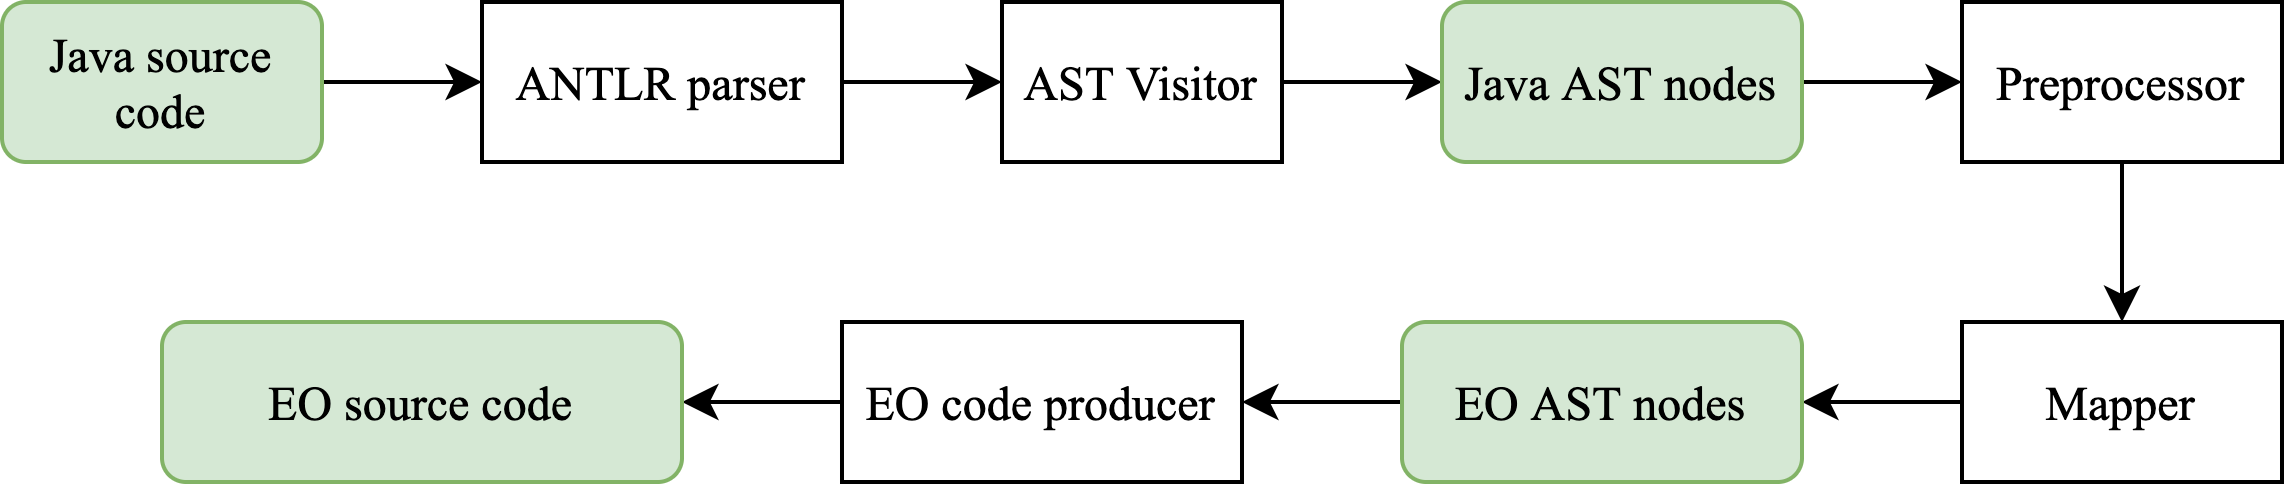 Java source
code
ANTLR parser
AST Visitor
Java AST nodes
Preprocessor
EO source code
EO code producer
EO AST nodes
Mapper